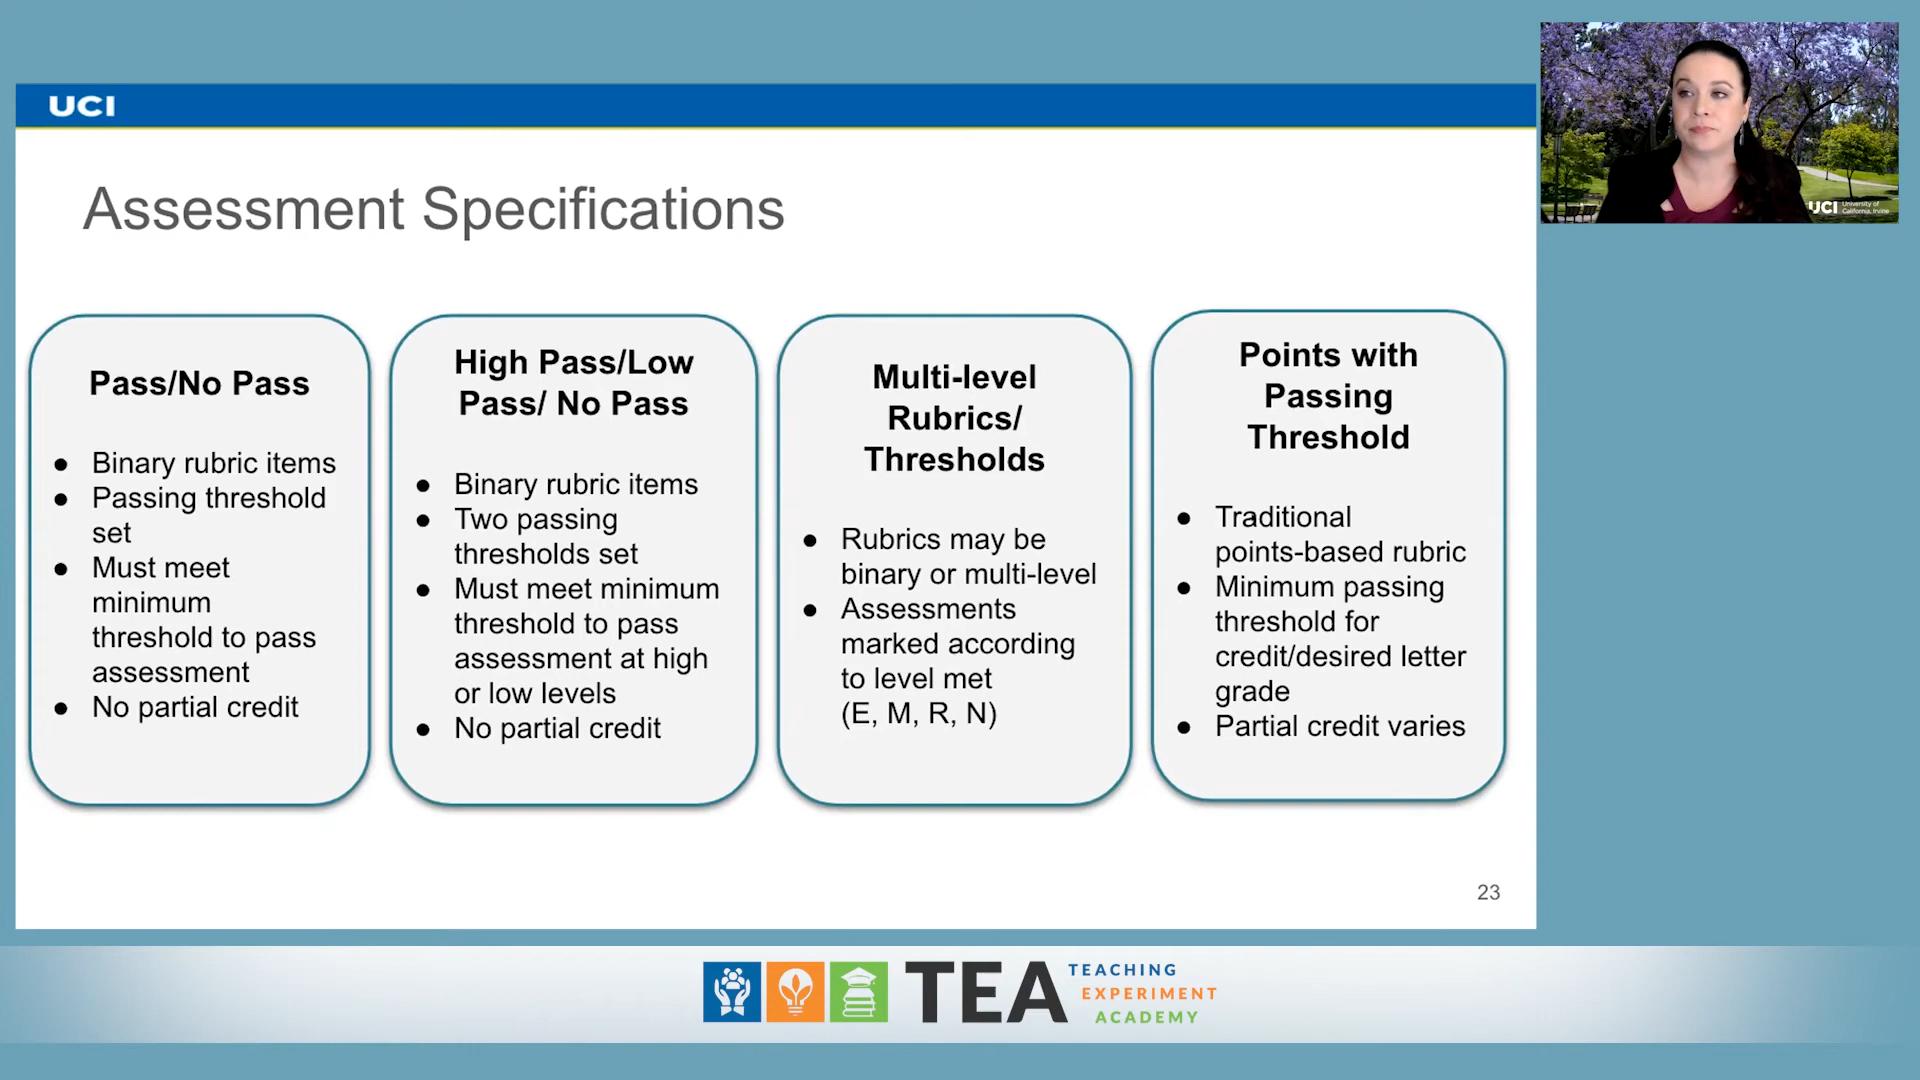 UCI
Assessment Specifications
Pass/No Pass
● Binary rubric items
● Passing threshold
set
● Must meet
minimum
threshold to pass
assessment
● No partial credit
High Pass/Low
Pass/ No Pass
● Binary rubric items
● Two passing
thresholds set
● Must meet minimum
threshold to pass
assessment at high
or low levels
● No partial credit
Multi-level
Rubrics/
Thresholds
● Rubrics may be
binary or multi-level
● Assessments
marked according
to level met
(E, M, R, N)
Points with
Passing
Threshold
● Traditional
points-based rubric
● Minimum passing
threshold for
credit/desired letter
grade
● Partial credit varies
23
UCI University of
California, Irvine
TEA TEACHING
EXPERIMENT
ACADEMY